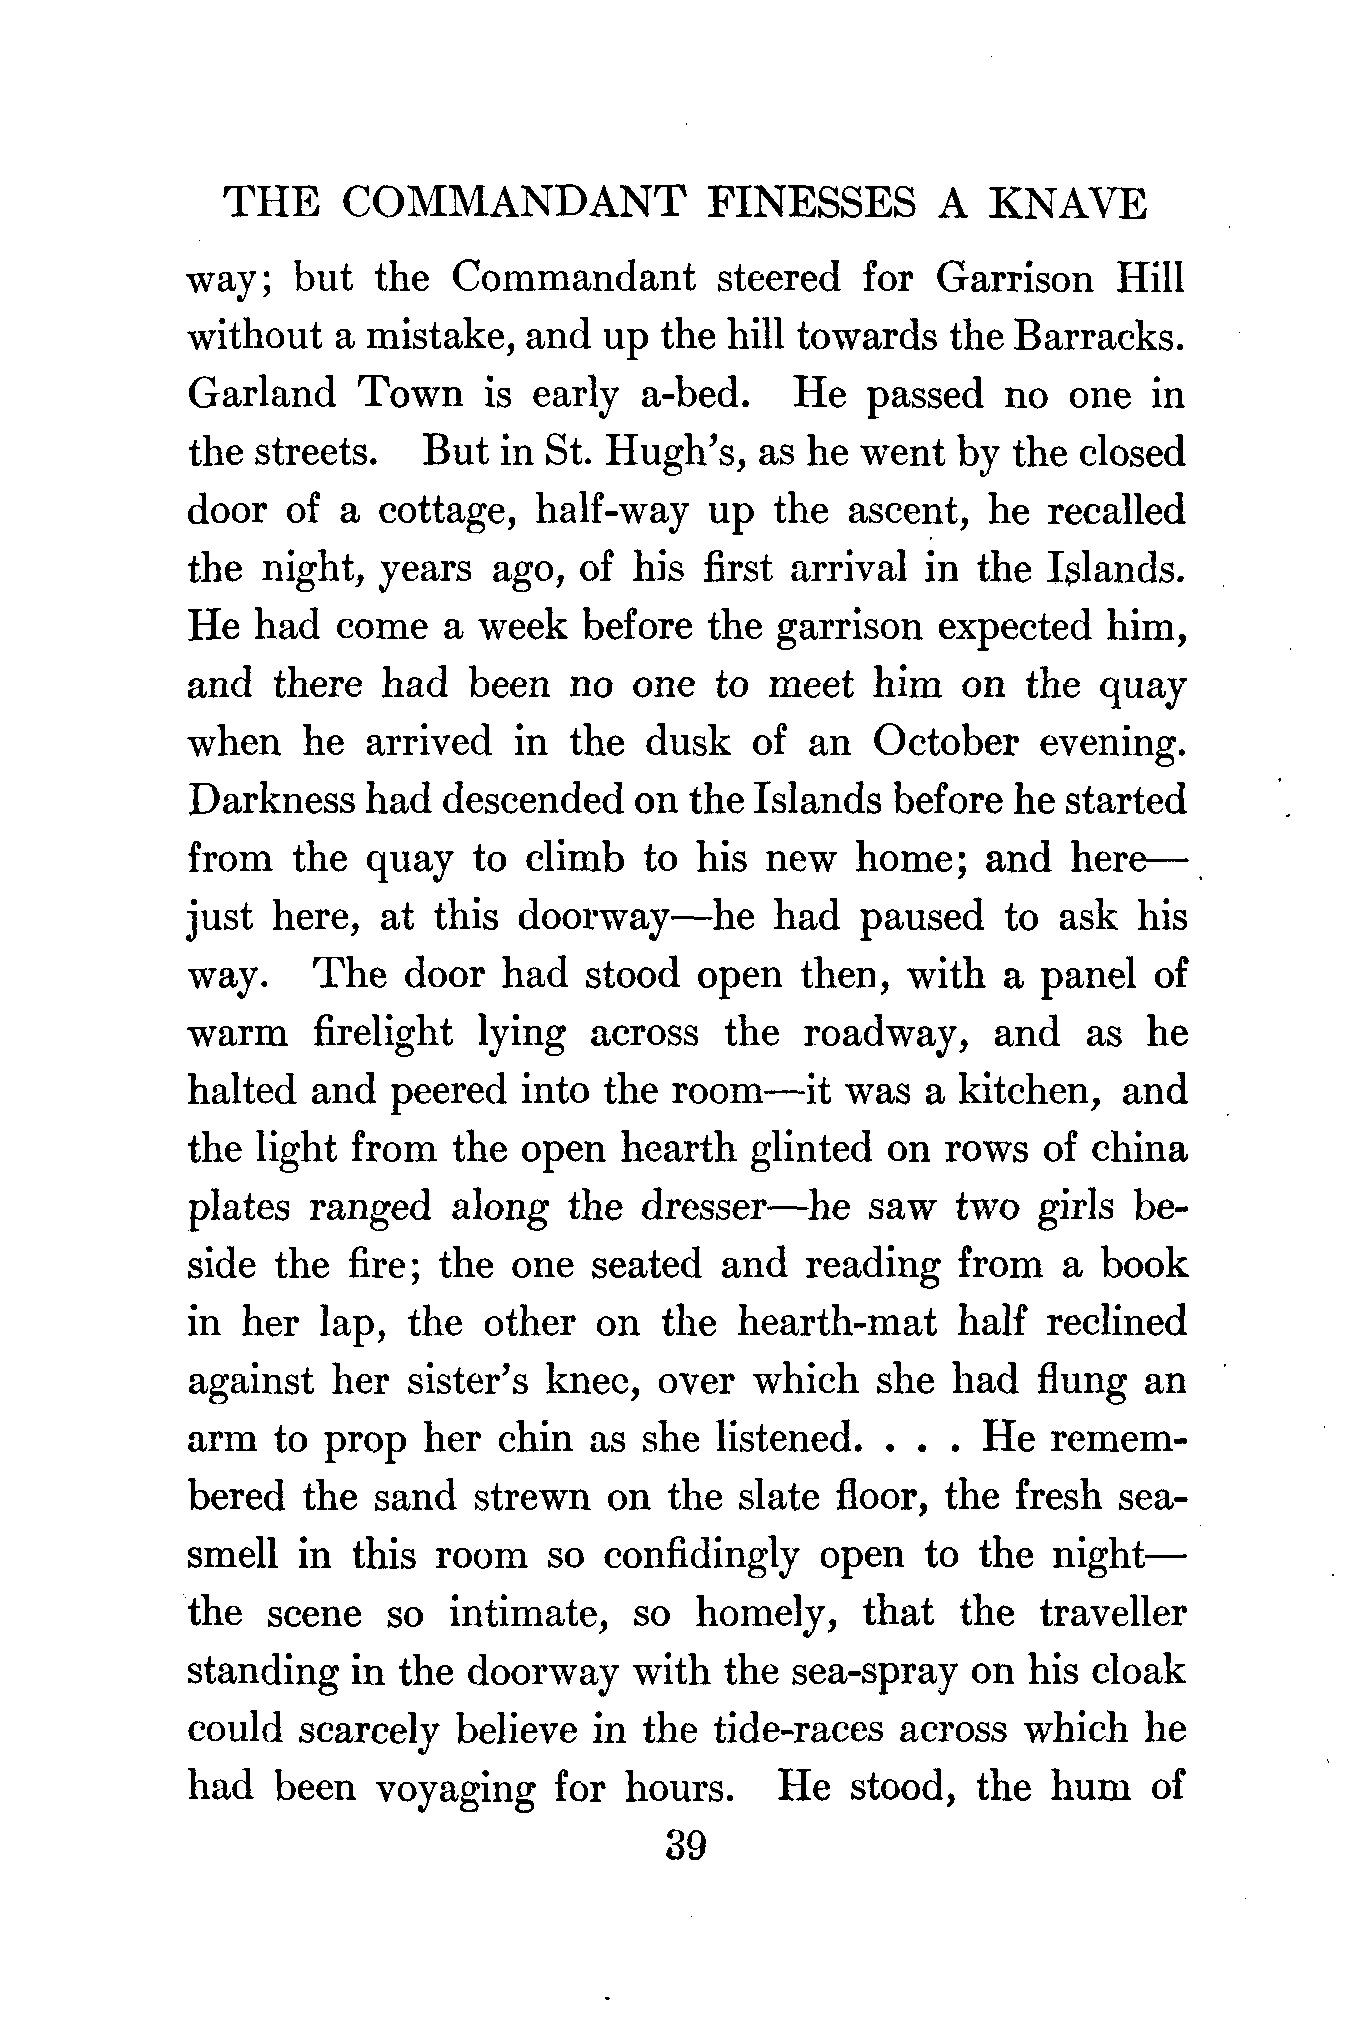 THE COMMANDANT FINESSES A KNAVE
way; but the Commandant steered for Garrison Hill
without a mistake, and up the hill towards the Barracks.
Garland Town is early a-bed. He passed no one in
the streets. But in St. Hugh's, as he went by the closed
door of a cottage, half-way up the ascent, he recalled
the night, years ago, of his first arrival in the Islands.
He had come a week before the garrison expected him,
and there had been no one to meet him on the quay
when he arrived in the dusk of an October evening.
Darkness had descended on the Islands before he started
from the quay to climb to his new home; and here—
just here, at this doorway—he had paused to ask his
way. The door had stood open then, with a panel of
warm firelight lying across the roadway, and as he
halted and peered into the room—it was a kitchen, and
the light from the open hearth glinted on rows of china
plates ranged along the dresser—he saw two girls be-
side the fire; the one seated and reading from a book
in her lap, the other on the hearth-mat half reclined
against her sister's knee, over which she had flung an
arm to prop her chin as she listened. . . . He remem-
bered the sand strewn on the slate floor, the fresh sea-
smell in this room so confidingly open to the night—
the scene so intimate, so homely, that the traveller
standing in the doorway with the sea-spray on his cloak
could scarcely believe in the tide-races across which he
had been voyaging for hours. He stood, the hum of
39